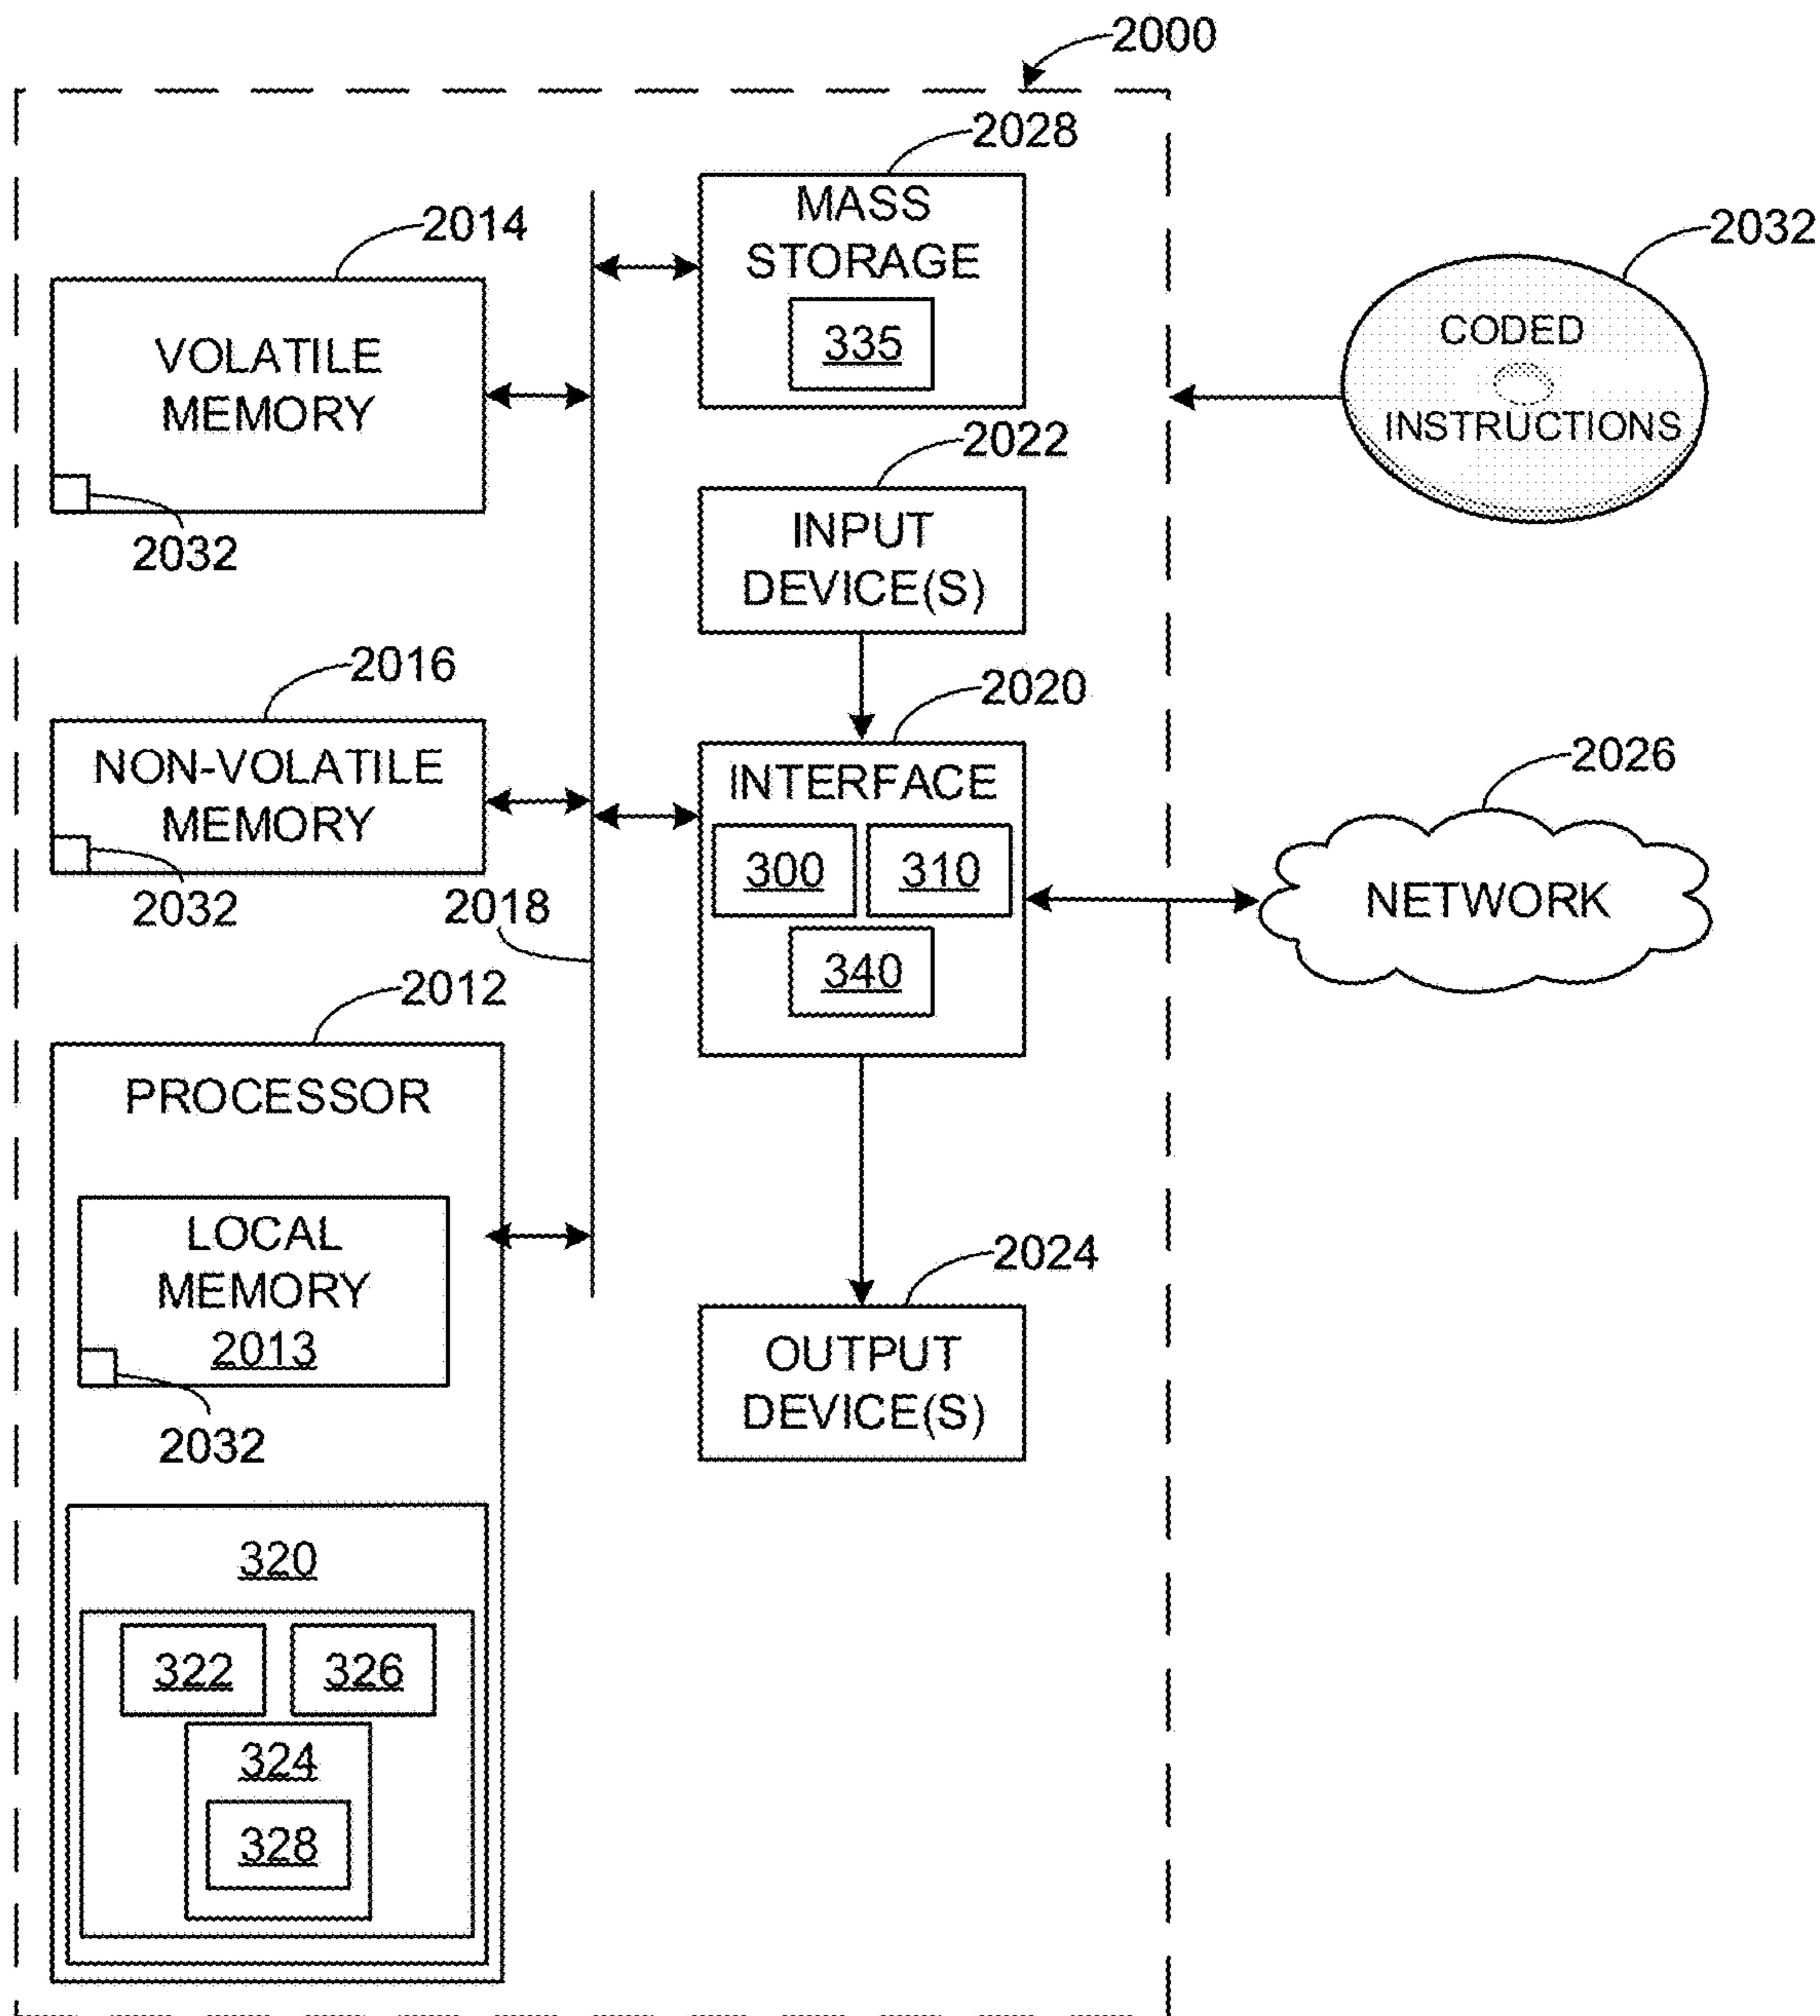 2000
2028
MASS
STORAGE
335
2014
VOLATILE
MEMORY
2032
2032
CODED
INSTRUCTIONS
2022
INPUT
DEVICE(S)
2016
NON-VOLATILE
MEMORY
2032
2018
2020
INTERFACE
300
310
340
2026
NETWORK
2012
PROCESSOR
LOCAL
MEMORY
2013
2032
2024
OUTPUT
DEVICE(S)
320
322
326
324
328